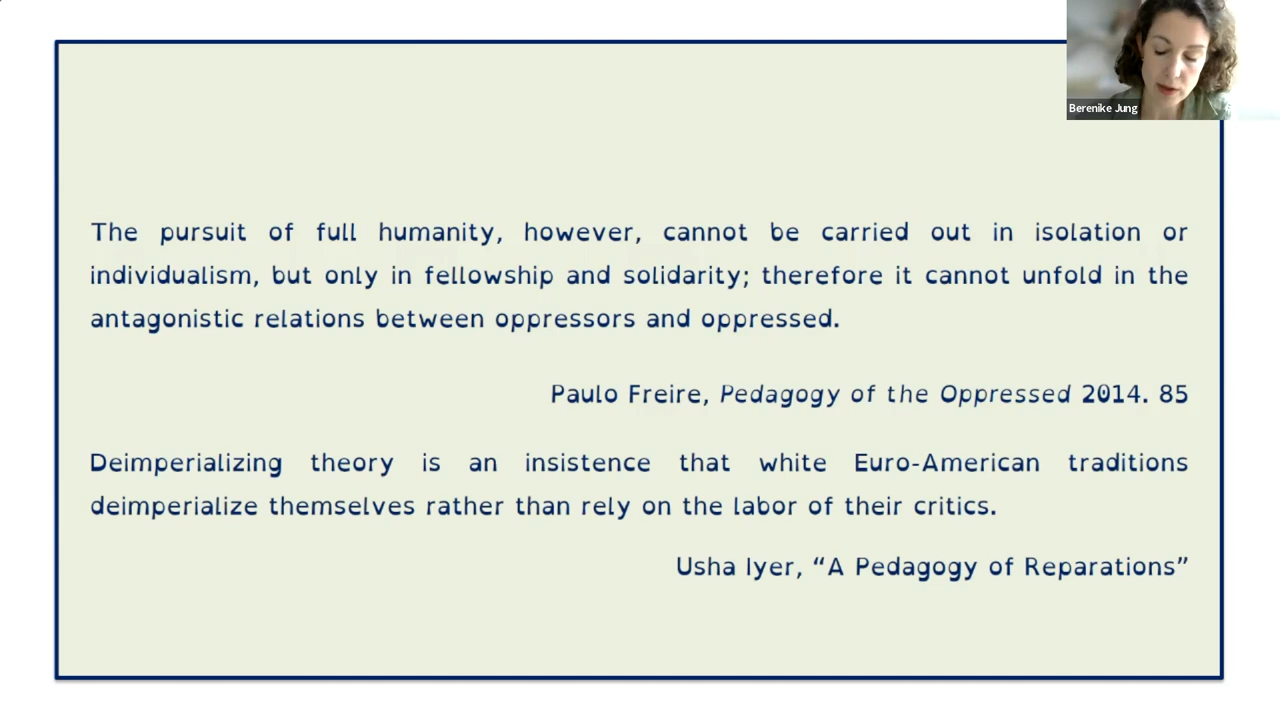 Berenike Jung
The pursuit of full humanity, however, cannot be carried out in isolation or
individualism, but only in fellowship and solidarity; therefore it cannot unfold in the
antagonistic relations between oppressors and oppressed.
Paulo Freire, Pedagogy of the Oppressed 2014. 85
Deimperializing theory is an insistence that white Euro-American traditions
deimperialize themselves rather than rely on the labor of their critics.
Usha Iyer, “A Pedagogy of Reparations”